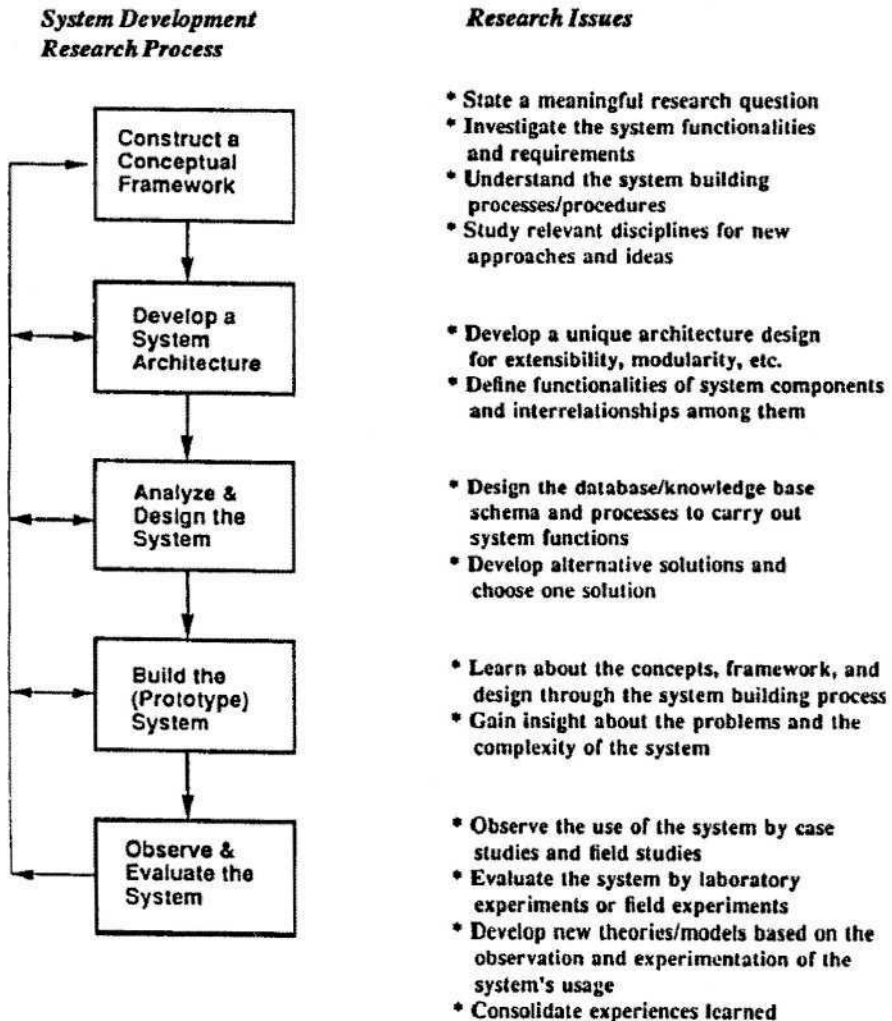 System Development
Research Process
Research Issues
Construct a
Conceptual
Framework
* State a meaningful research question
* Investigate the system functionalities
and requirements
* Understand the system building
processes/procedures
* Study relevant disciplines for new
approaches and ideas
Develop a
System
Architecture
* Develop a unique architecture design
for extensibility, modularity, etc.
* Define functionalities of system components
and interrelationships among them
Analyze &
Design the
System
* Design the database/knowledge base
schema and processes to carry out
system functions
* Develop alternative solutions and
choose one solution
Build the
(Prototype)
System
* Learn about the concepts, framework, and
design through the system building process
* Gain insight about the problems and the
complexity of the system
Observe &
Evaluate the
System
* Observe the use of the system by case
studies and field studies
* Evaluate the system by laboratory
experiments or field experiments
* Develop new theories/models based on the
observation and experimentation of the
system's usage
* Consolidate experiences learned